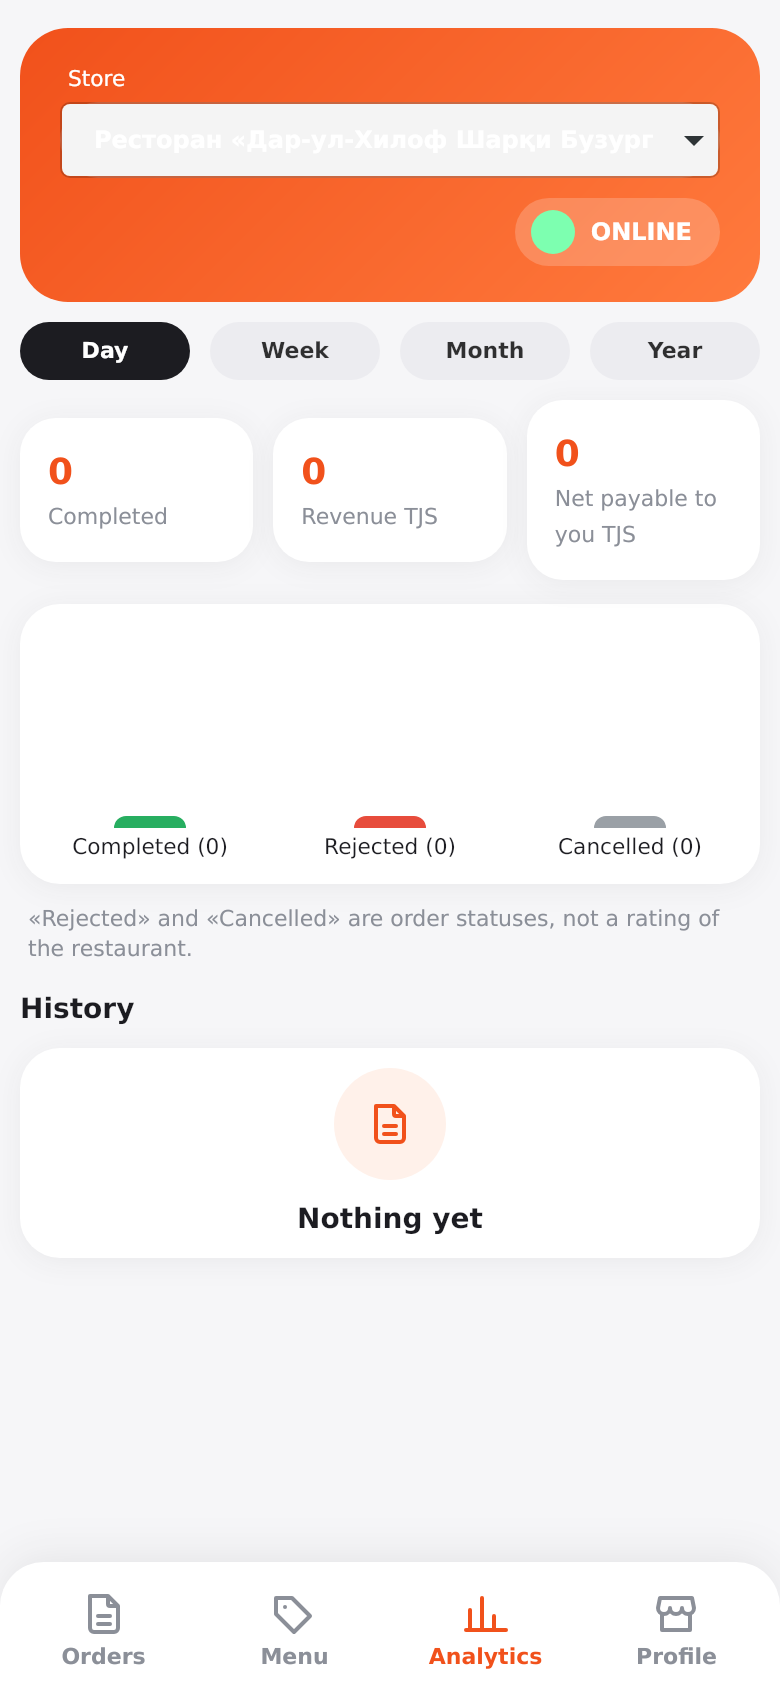 Store
Ресторан «Дар-ул-Хилоф Шарқи Бузург
ONLINE
Day
Week
Month
Year
0
Completed
0
Revenue TJS
0
Net payable to
you TJS
Completed (0)
Rejected (0)
Cancelled (0)
«Rejected» and «Cancelled» are order statuses, not a rating of
the restaurant.
History
Nothing yet
Orders
Menu
Analytics
Profile